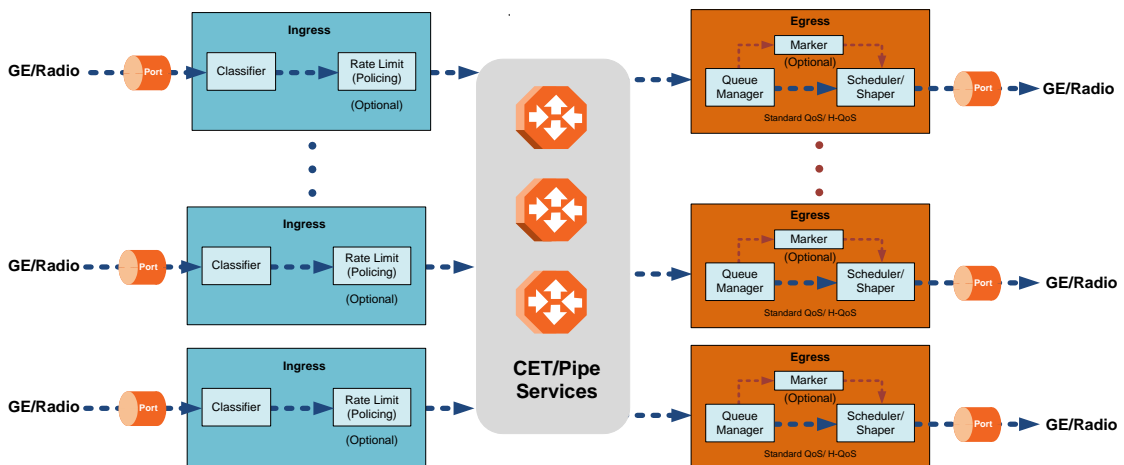 Ingress
GE/Radio
Port
Classifier
Rate Limit
(Policing)
(Optional)
Egress
Marker
(Optional)
Queue
Manager
Scheduler/
Shaper
Standard QoS/ H-QoS
Port
GE/Radio
Ingress
GE/Radio
Port
Classifier
Rate Limit
(Policing)
(Optional)
Egress
Marker
(Optional)
Queue
Manager
Scheduler/
Shaper
Standard QoS/ H-QoS
Port
GE/Radio
CET/Pipe
Services
Ingress
GE/Radio
Port
Classifier
Rate Limit
(Policing)
(Optional)
Egress
Marker
(Optional)
Queue
Manager
Scheduler/
Shaper
Standard QoS/ H-QoS
Port
GE/Radio